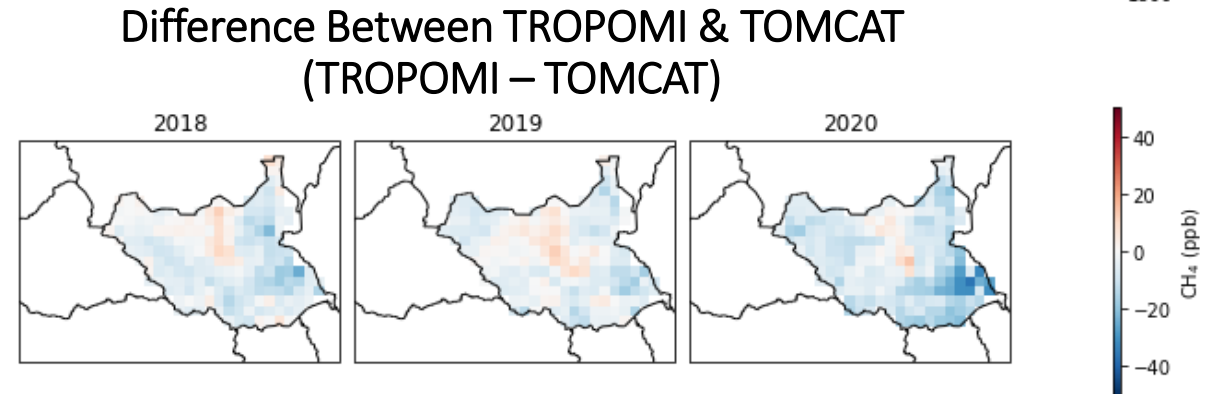 Difference Between TROPOMI & TOMCAT
(TROPOMI – TOMCAT)
2018
2019
2020
40
20
0
−20
−40
CH₄ (ppb)